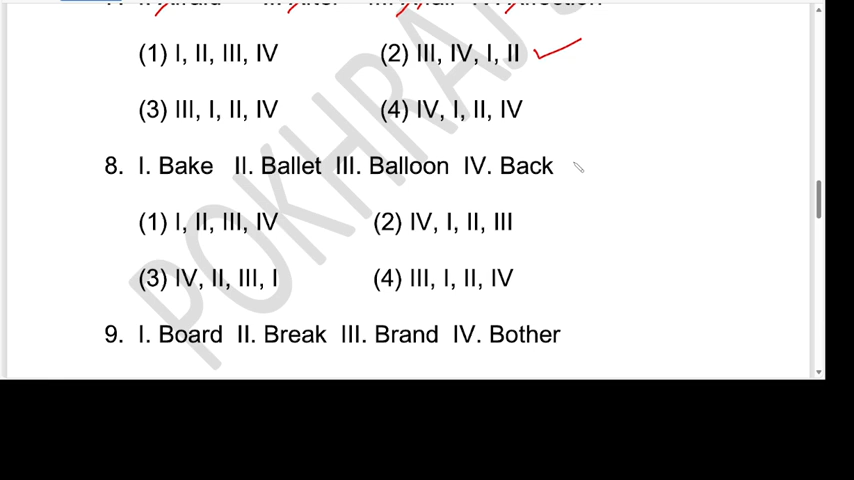 (1) I, II, III, IV (2) III, IV, I, II
(3) III, I, II, IV (4) IV, I, II, IV
8. I. Bake II. Ballet III. Balloon IV. Back
(1) I, II, III, IV (2) IV, I, II, III
(3) IV, II, III, I (4) III, I, II, IV
9. I. Board II. Break III. Brand IV. Bother